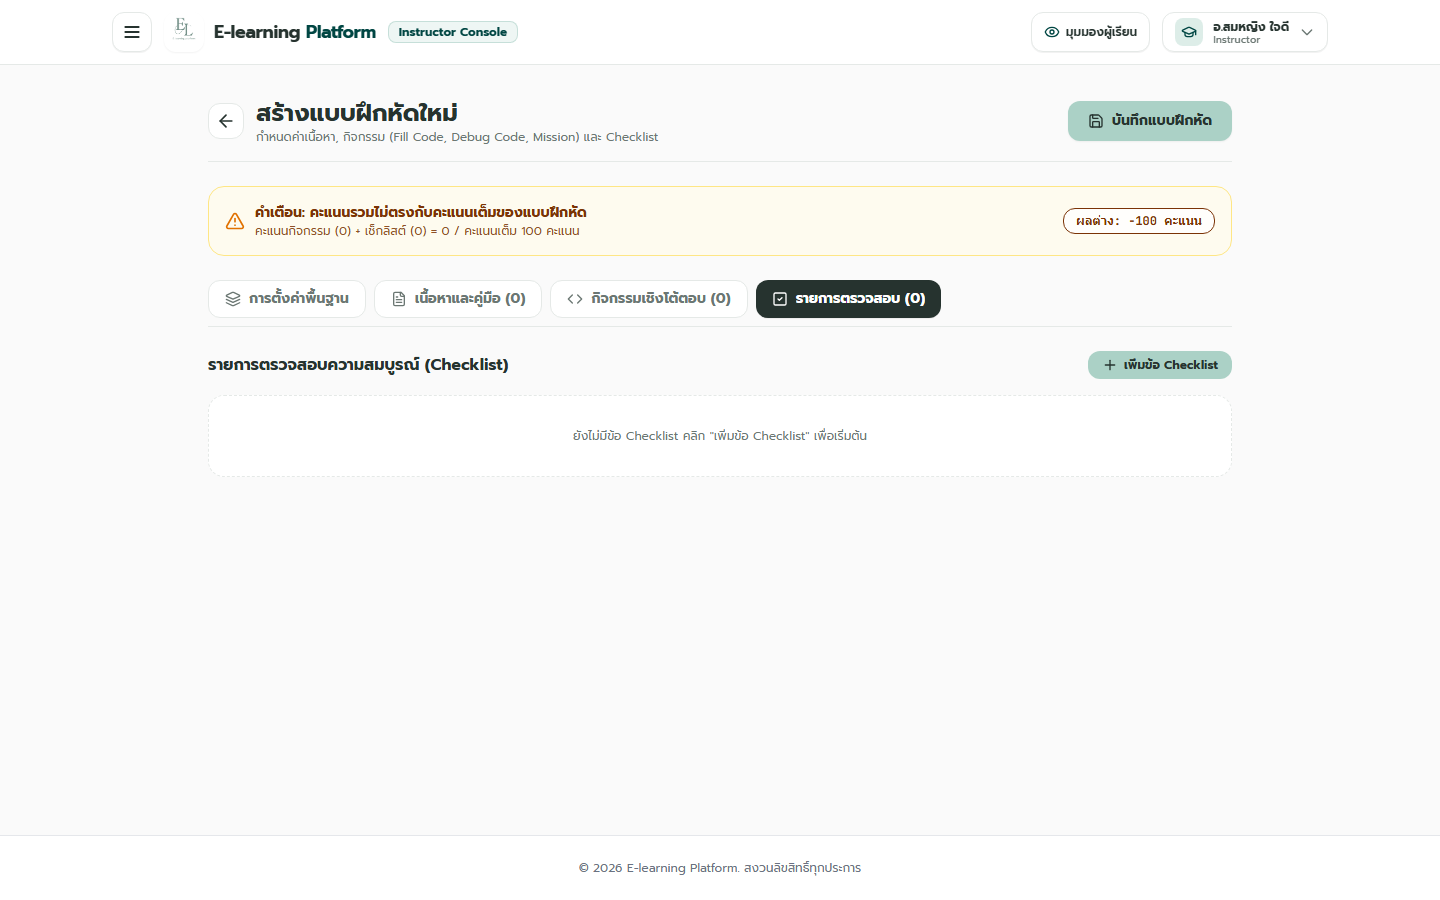 EL
E-learning Platform
Instructor Console
มุมมองผู้เรียน
อ.สมหญิง ใจดี
Instructor
สร้างแบบฝึกหัดใหม่
กำหนดค่าเนื้อหา, กิจกรรม (Fill Code, Debug Code, Mission) และ Checklist
บันทึกแบบฝึกหัด
คำเตือน: คะแนนรวมไม่ตรงกับคะแนนเต็มของแบบฝึกหัด
คะแนนกิจกรรม (0) + เช็กลิสต์ (0) = 0 / คะแนนเต็ม 100 คะแนน
ผลต่าง: -100 คะแนน
การตั้งค่าพื้นฐาน
เนื้อหาและคู่มือ (0)
กิจกรรมเชิงโต้ตอบ (0)
รายการตรวจสอบ (0)
รายการตรวจสอบความสมบูรณ์ (Checklist)
เพิ่มข้อ Checklist
ยังไม่มีข้อ Checklist คลิก "เพิ่มข้อ Checklist" เพื่อเริ่มต้น
© 2026 E-learning Platform. สงวนลิขสิทธิ์ทุกประการ